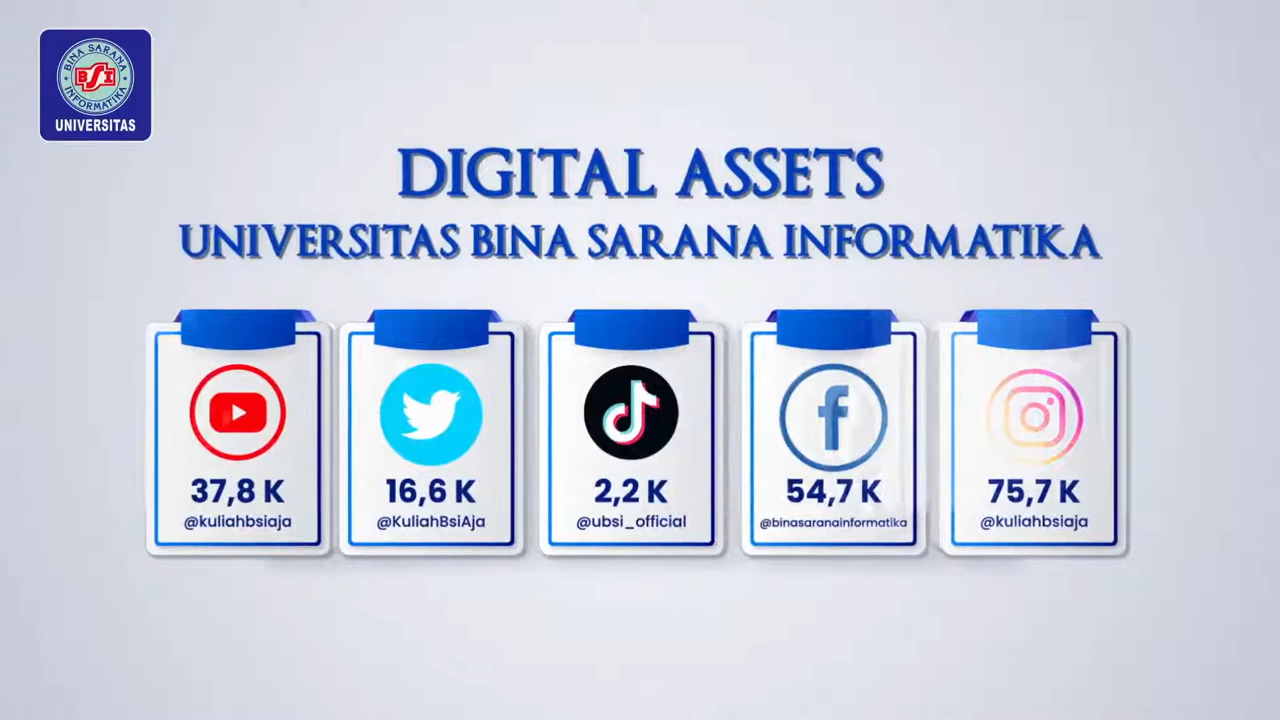 BINA SARANA
BSI
INFORMATIKA
UNIVERSITAS
DIGITAL ASSETS
UNIVERSITAS BINA SARANA INFORMATIKA
37,8 K
@kuliahbsiaja
16,6 K
@KuliahBsiAja
2,2 K
@ubsi_official
54,7 K
@binasaranainformatika
75,7 K
@kuliahbsiaja